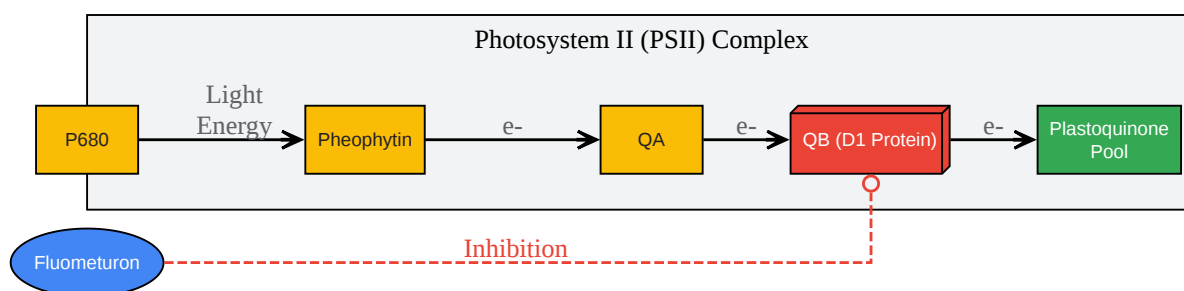 Photosystem II (PSII) Complex
Light
Energy
P680
Pheophytin
e-
QA
e-
QB (D1 Protein)
e-
Plastoquinone
Pool
Fluometuron
Inhibition